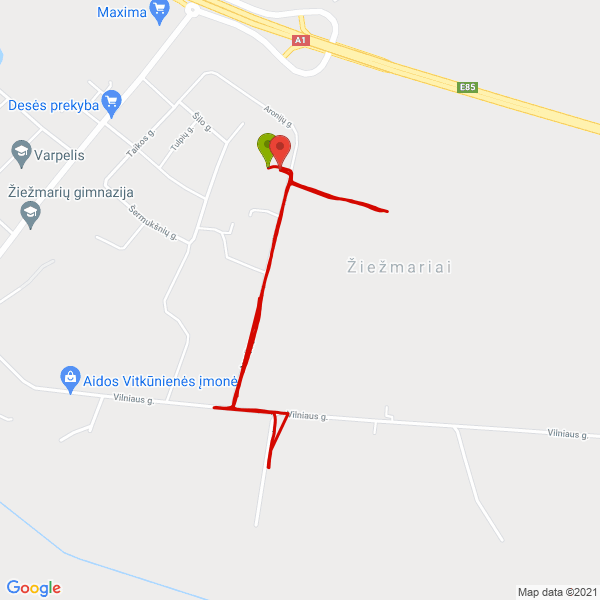 Maxima
A1
E85
Desės prekyba
Aronijų g.
Šilo g.
Tulpių g.
Taikos g.
Varpelis
Žiežmarių gimnazija
Šermukšnių g.
Žiežmariai
Aidos Vitkūnienės įmonė
Vilniaus g.
Vilniaus g.
Vilniaus g.
Google
Map data ©2021